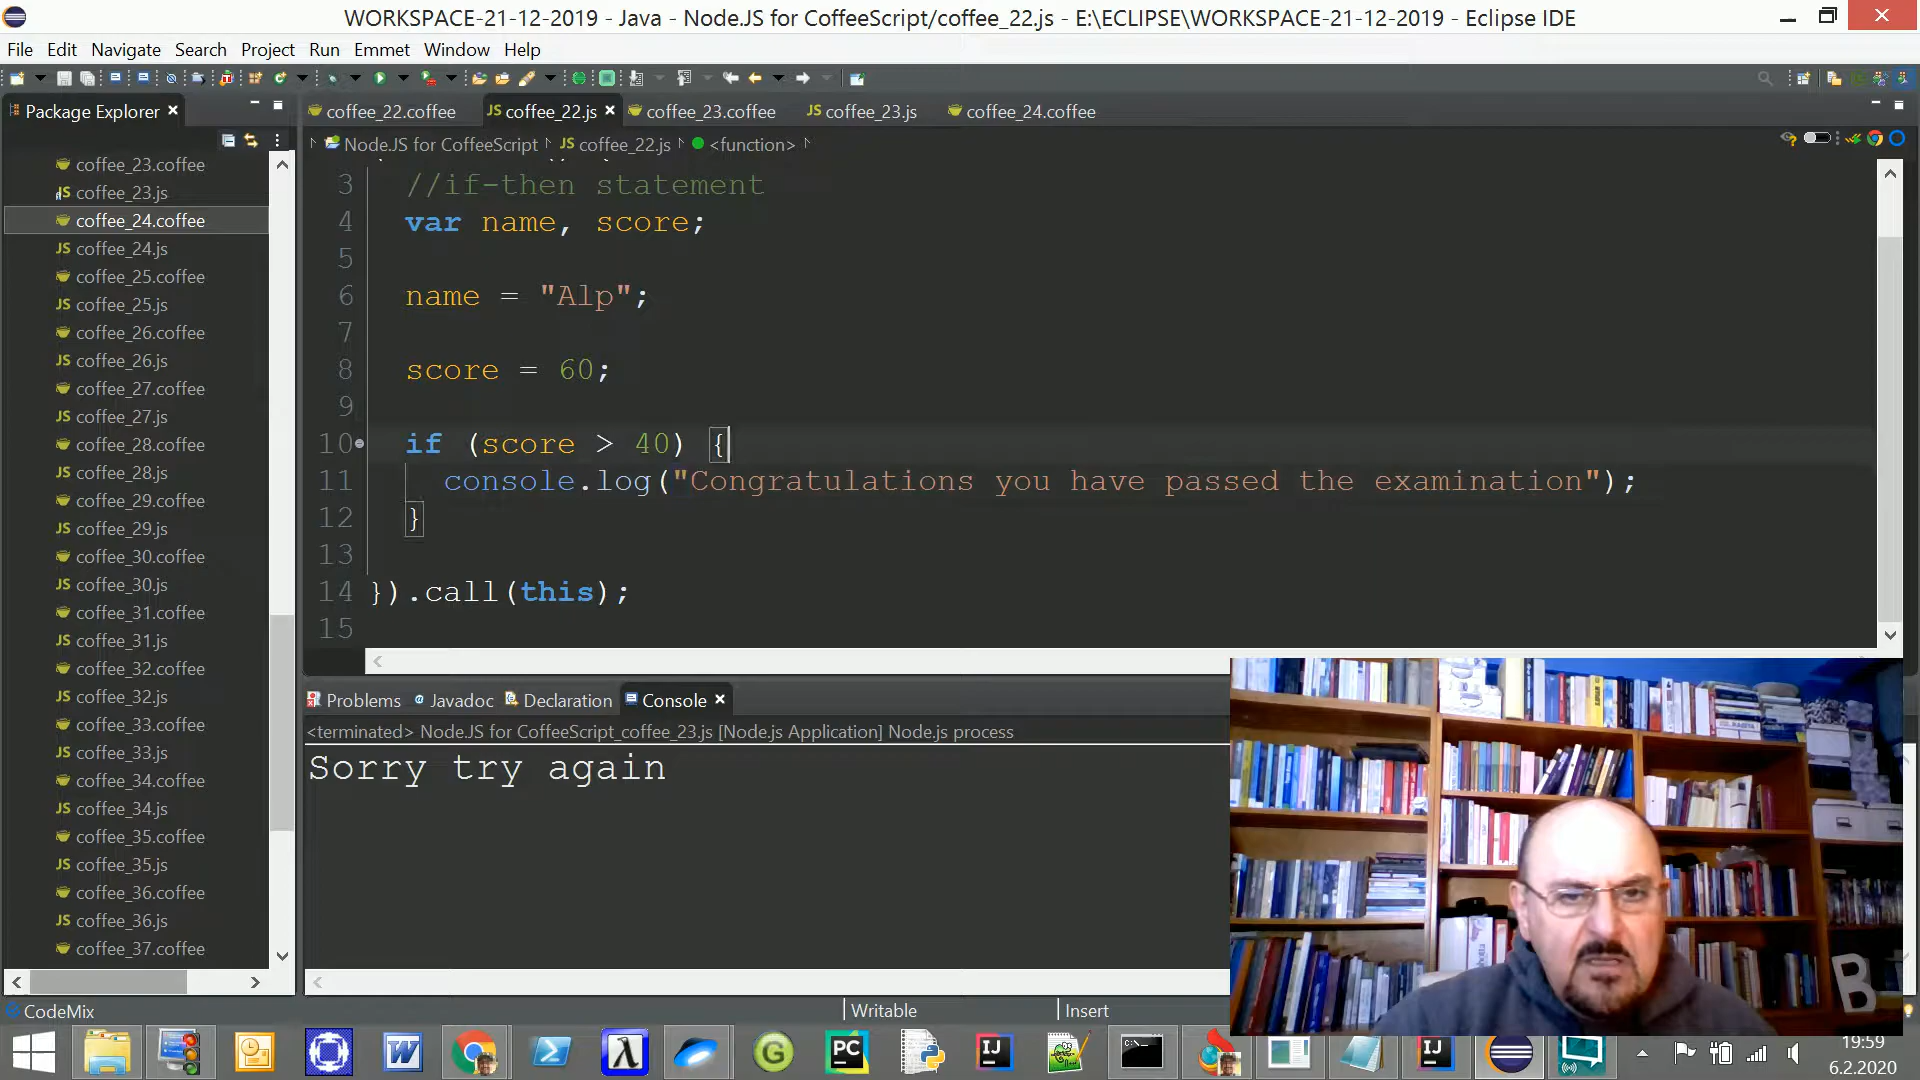 WORKSPACE-21-12-2019 - Java - Node.JS for CoffeeScript/coffee_22.js - E:\ECLIPSE\WORKSPACE-21-12-2019 - Eclipse IDE
File Edit Navigate Search Project Run Emmet Window Help
Package Explorer
coffee_22.coffee
coffee_22.js
coffee_23.coffee
coffee_23.js
coffee_24.coffee
Node.JS for CoffeeScript
coffee_22.js
<function>
coffee_23.coffee
coffee_23.js
coffee_24.coffee
coffee_24.js
coffee_25.coffee
coffee_25.js
coffee_26.coffee
coffee_26.js
coffee_27.coffee
coffee_27.js
coffee_28.coffee
coffee_28.js
coffee_29.coffee
coffee_29.js
coffee_30.coffee
coffee_30.js
coffee_31.coffee
coffee_31.js
coffee_32.coffee
coffee_32.js
coffee_33.coffee
coffee_33.js
coffee_34.coffee
coffee_34.js
coffee_35.coffee
coffee_35.js
coffee_36.coffee
coffee_36.js
coffee_37.coffee
3 //if-then statement
4 var name, score;
5
6 name = "Alp";
7
8 score = 60;
9
10 if (score > 40) {
11 console.log("Congratulations you have passed the examination");
12 }
13
14 }).call(this);
15
Problems
Javadoc
Declaration
Console
<terminated> Node.JS for CoffeeScript_coffee_23.js [Node.js Application] Node.js process
Sorry try again
CodeMix
Writable
Insert
B
PC
IJ
IJ
19:59
6.2.2020